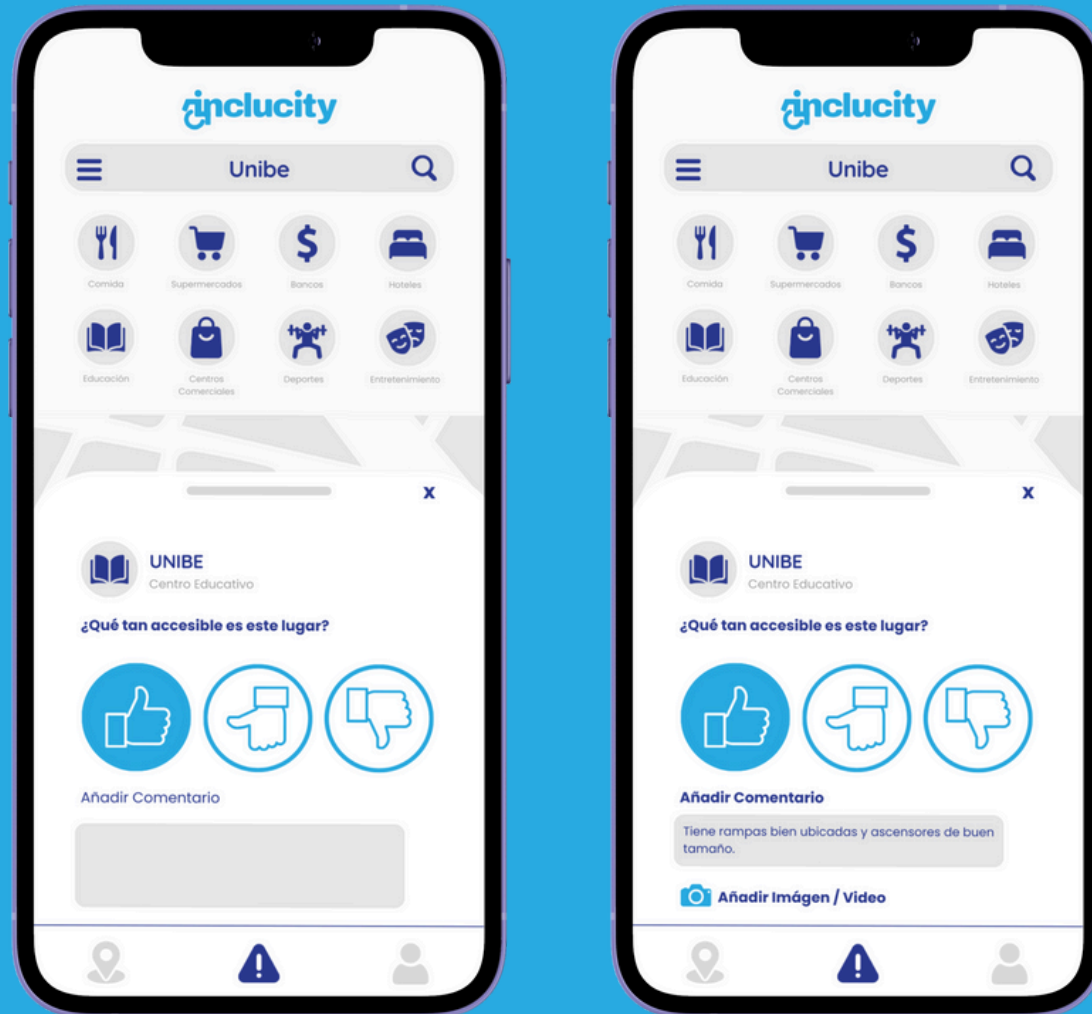 inclucity
Unibe
$
Comida Supermercados Bancos Hoteles
Educación Centros Comerciales Deportes Entretenimiento
x
UNIBE
Centro Educativo
¿Qué tan accesible es este lugar?
Añadir Comentario
!
inclucity
Unibe
$
Comida Supermercados Bancos Hoteles
Educación Centros Comerciales Deportes Entretenimiento
x
UNIBE
Centro Educativo
¿Qué tan accesible es este lugar?
Añadir Comentario
Tiene rampas bien ubicadas y ascensores de buen
tamaño.
Añadir Imágen / Video
!